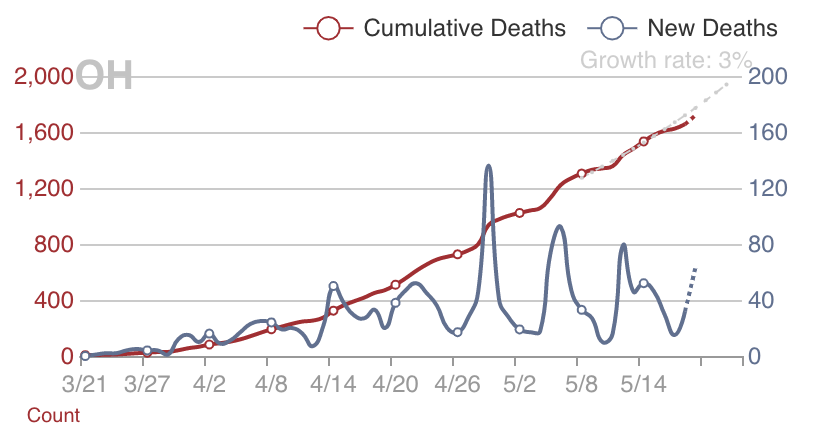 Cumulative Deaths New Deaths
Growth rate: 3%
2,000 OH 200
1,600 160
1,200 120
800 80
400 40
0 0
3/21 3/27 4/2 4/8 4/14 4/20 4/26 5/2 5/8 5/14
Count